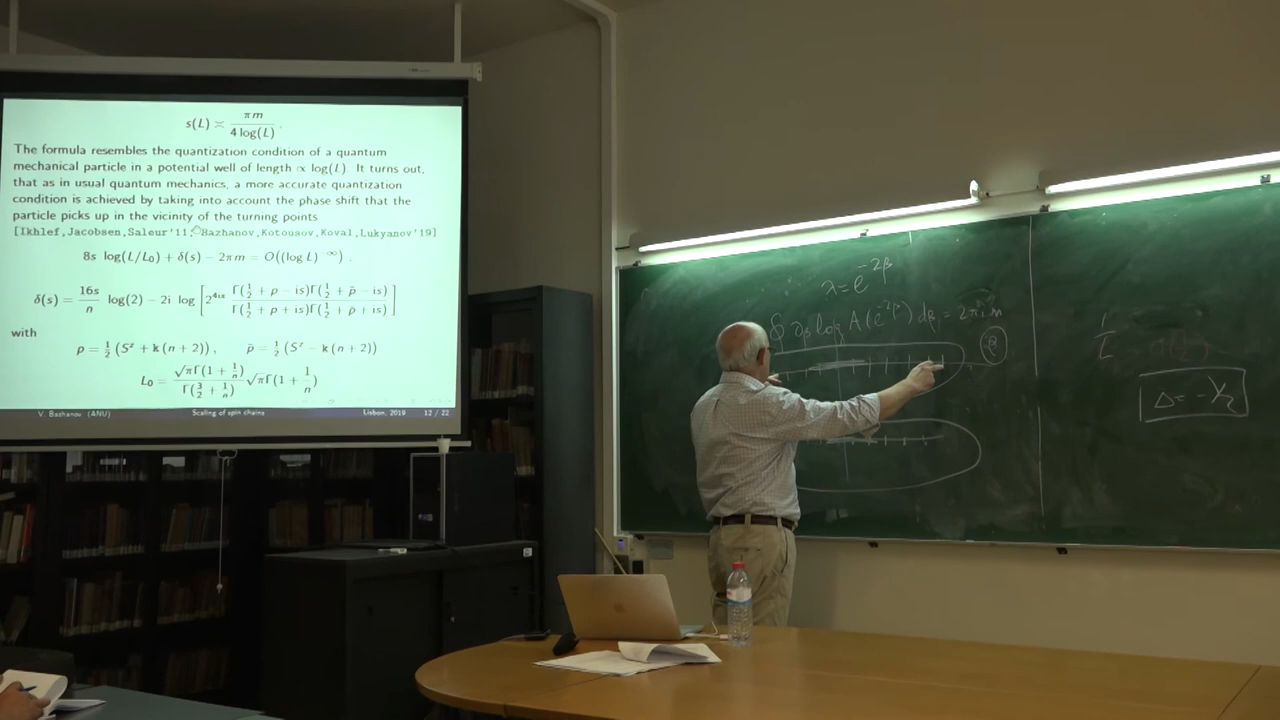 s(L) ≍ πm / 4 log(L) .
The formula resembles the quantization condition of a quantum
mechanical particle in a potential well of length ∝ log(L). It turns out,
that as in usual quantum mechanics, a more accurate quantization
condition is achieved by taking into account the phase shift that the
particle picks up in the vicinity of the turning points
[Ikhlef,Jacobsen,Saleur'11; Bazhanov,Kotousov,Koval,Lukyanov'19]
8s log(L/L₀) + δ(s) − 2πm = O((log L)^−∞) .
δ(s) = 16s/n log(2) − 2i log [ 2^{4is} Γ(½ + p − is)Γ(½ + p̄ − is) / Γ(½ + p + is)Γ(½ + p̄ + is) ]
with
p = ½ (S^z + k(n + 2)) , p̄ = ½ (S^z − k(n + 2))
L₀ = √πΓ(1 + 1/n) / Γ(3/2 + 1/n) √πΓ(1 + 1/n)
V. Bazhanov (ANU) Scaling of spin chains Lisbon, 2019 12 / 22
λ = e^{−2β}
∮ ∂β log A(e^{−2β}) dβ = 2πi m
1/L
Δ = −1/2